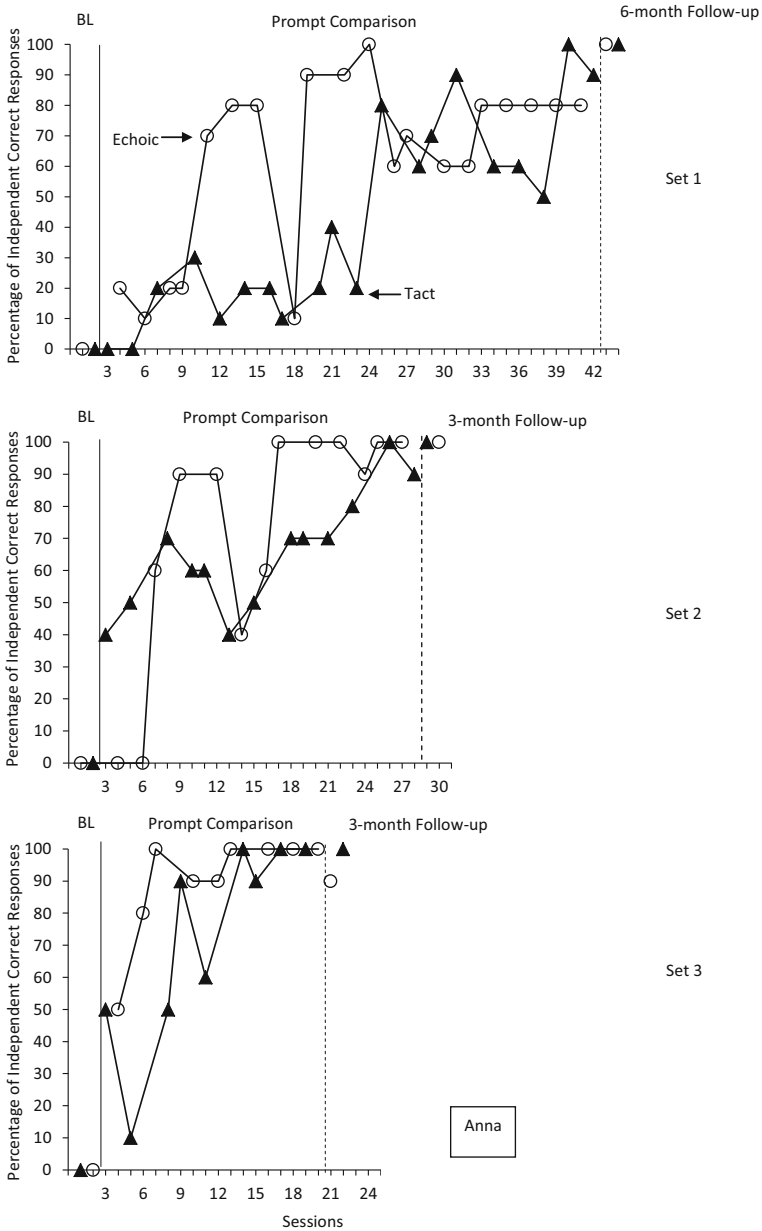 6-month Follow-up
BL Prompt Comparison
Percentage of Independent Correct Responses
100
90
80
70
60
50
40
30
20
10
0
Echoic
Tact
Set 1
3 6 9 12 15 18 21 24 27 30 33 36 39 42
BL Prompt Comparison 3-month Follow-up
Percentage of Independent Correct Responses
100
90
80
70
60
50
40
30
20
10
0
Set 2
3 6 9 12 15 18 21 24 27 30
BL Prompt Comparison 3-month Follow-up
Percentage of Independent Correct Responses
100
90
80
70
60
50
40
30
20
10
0
Set 3
Anna
3 6 9 12 15 18 21 24
Sessions